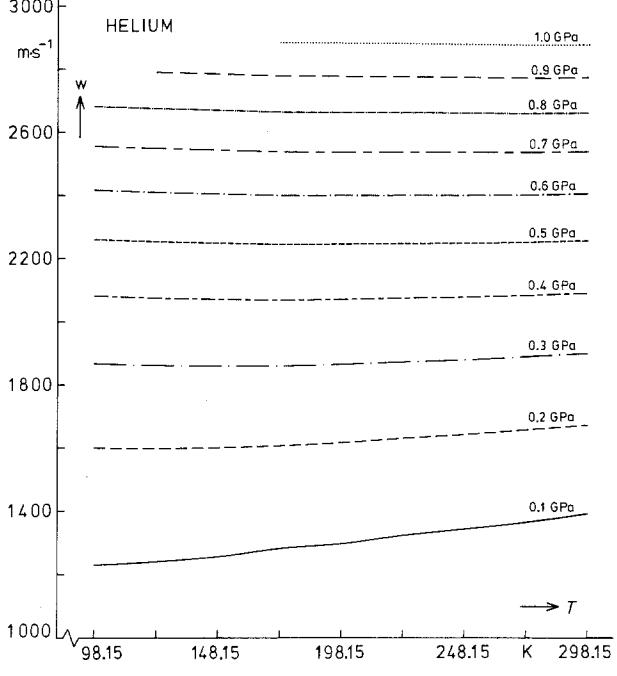 3000
HELIUM
1.0 GPa
m·s⁻¹
0.9 GPa
w
0.8 GPa
2600
0.7 GPa
0.6 GPa
0.5 GPa
2200
0.4 GPa
0.3 GPa
1800
0.2 GPa
0.1 GPa
1400
T
1000
98.15 148.15 198.15 248.15 K 298.15